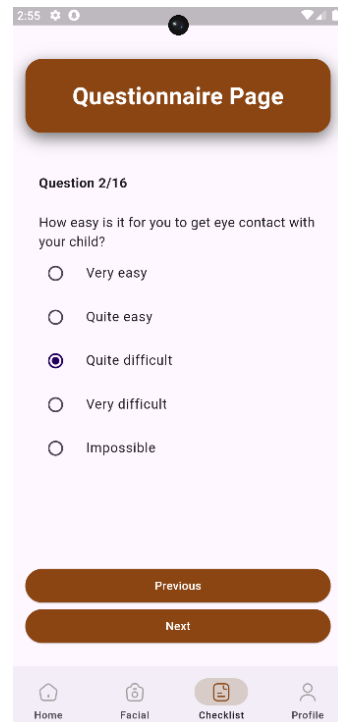 2:55
Questionnaire Page
Question 2/16
How easy is it for you to get eye contact with
your child?
Very easy
Quite easy
Quite difficult
Very difficult
Impossible
Previous
Next
Home Facial Checklist Profile